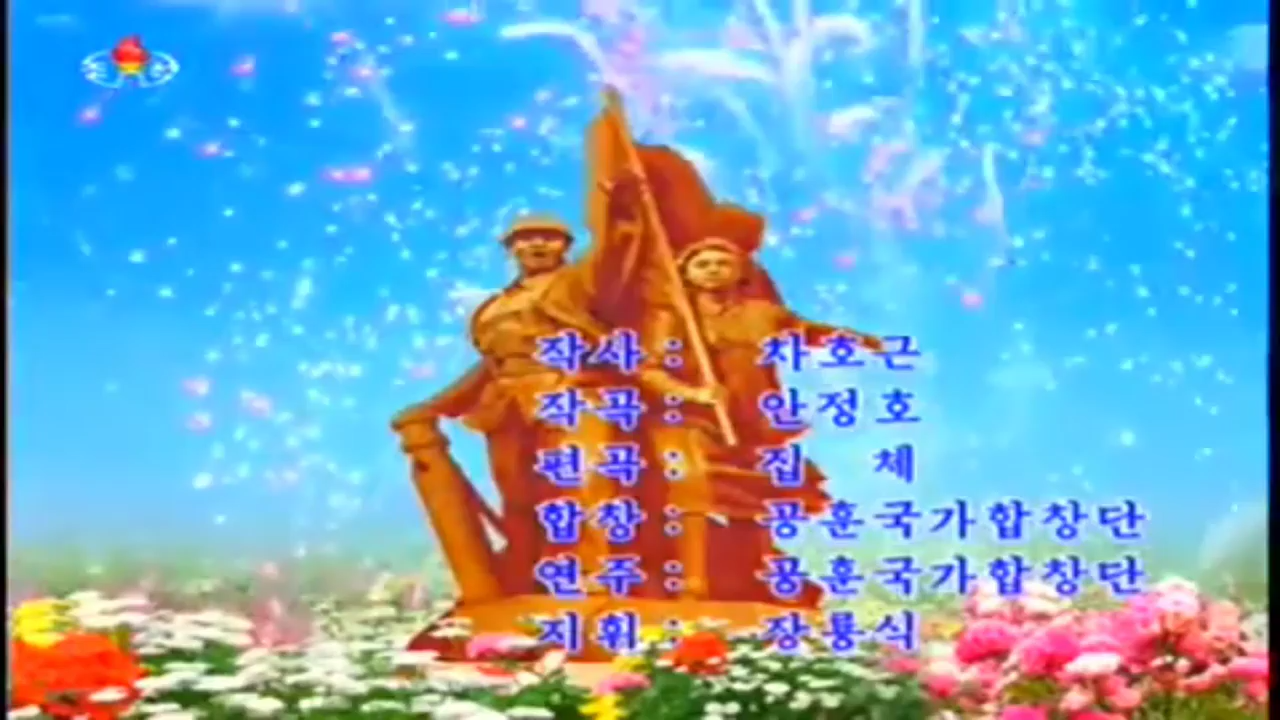 작사 : 차호근
작곡 : 안정호
편곡 : 집 체
합창 : 공훈국가합창단
연주 : 공훈국가합창단
지휘 : 장룡식